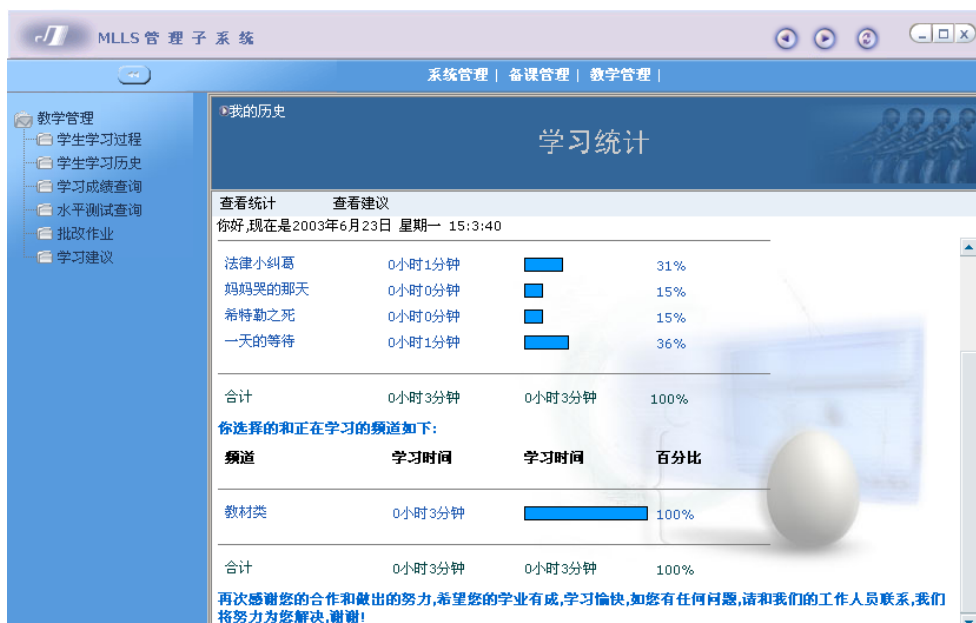 MLLS 管 理 子 系 统
系统管理 | 备课管理 | 教学管理 |
教学管理
学生学习过程
学生学习历史
学习成绩查询
水平测试查询
批改作业
学习建议
我的历史
学习统计
查看统计 查看建议
你好,现在是2003年6月23日 星期一 15:3:40
法律小纠葛 0小时1分钟 31%
妈妈哭的那天 0小时0分钟 15%
希特勒之死 0小时0分钟 15%
一天的等待 0小时1分钟 36%
合计 0小时3分钟 0小时3分钟 100%
你选择的和正在学习的频道如下:
频道 学习时间 学习时间 百分比
教材类 0小时3分钟 100%
合计 0小时3分钟 0小时3分钟 100%
再次感谢您的合作和做出的努力,希望您的学业有成,学习愉快,如您有任何问题,请和我们的工作人员联系,我们
将努力为您解决,谢谢!